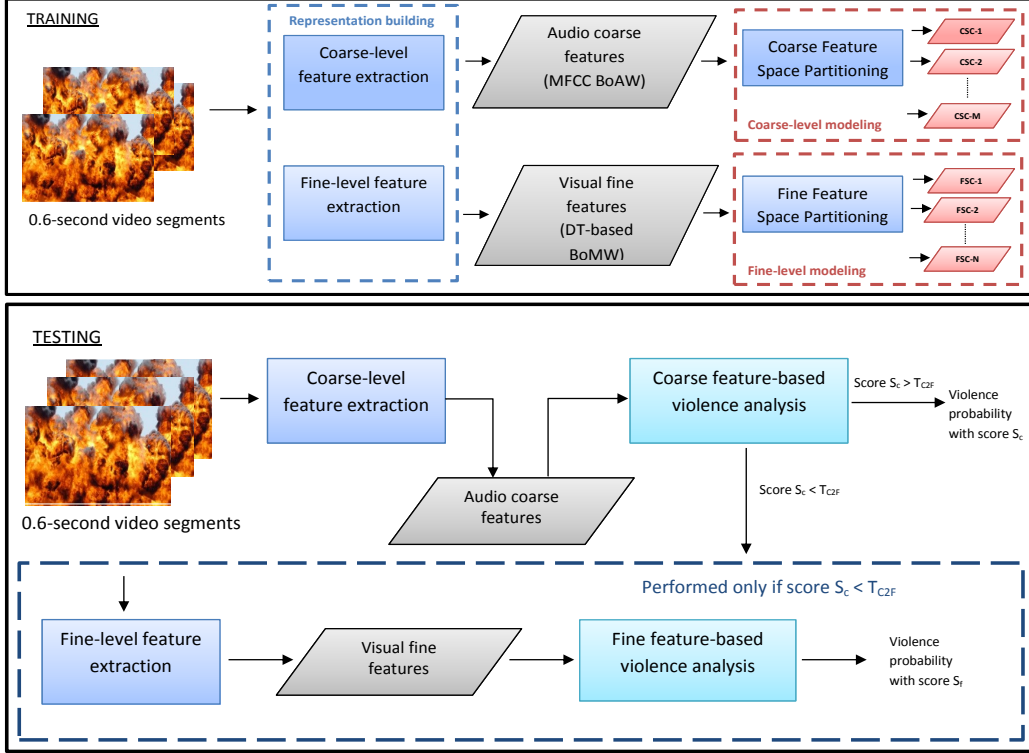 TRAINING
Representation building
Coarse-level
feature extraction
Audio coarse
features
(MFCC BoAW)
Coarse Feature
Space Partitioning
CSC-1
CSC-2
CSC-M
Coarse-level modeling
0.6-second video segments
Fine-level feature
extraction
Visual fine
features
(DT-based
BoMW)
Fine Feature
Space Partitioning
FSC-1
FSC-2
FSC-N
Fine-level modeling
TESTING
0.6-second video segments
Coarse-level
feature extraction
Audio coarse
features
Coarse feature-based
violence analysis
Score Sc > TC2F
Violence
probability
with score Sc
Score Sc < TC2F
Performed only if score Sc < TC2F
Fine-level feature
extraction
Visual fine
features
Fine feature-based
violence analysis
Violence
probability
with score Sf